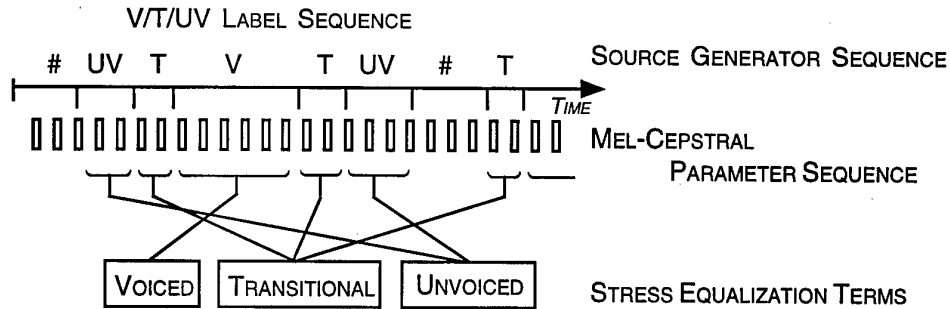 V/T/UV LABEL SEQUENCE
# UV T V T UV # T
SOURCE GENERATOR SEQUENCE
TIME
MEL-CEPSTRAL
PARAMETER SEQUENCE
VOICED TRANSITIONAL UNVOICED
STRESS EQUALIZATION TERMS